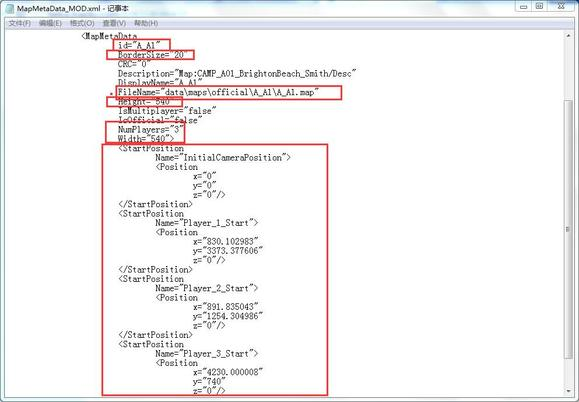 MapMetaData_MOD.xml - 记事本
文件(F) 编辑(E) 格式(O) 查看(V) 帮助(H)
<MapMetaData
id="A_A1"
BorderSize="20"
CRC="0"
Description="Map:CAMP_A01_BrightonBeach_Smith/Desc"
DisplayName="A_A1"
FileName="data\maps\official\A_A1\A_A1.map"
Height="540"
IsMultiplayer="false"
IsOfficial="false"
NumPlayers="3"
Width="540">
<StartPosition
Name="InitialCameraPosition">
<Position
x="0"
y="0"
z="0"/>
</StartPosition>
<StartPosition
Name="Player_1_Start">
<Position
x="830.102983"
y="3373.377606"
z="0"/>
</StartPosition>
<StartPosition
Name="Player_2_Start">
<Position
x="891.835043"
y="1254.304986"
z="0"/>
</StartPosition>
<StartPosition
Name="Player_3_Start">
<Position
x="4230.000008"
y="740"
z="0"/>